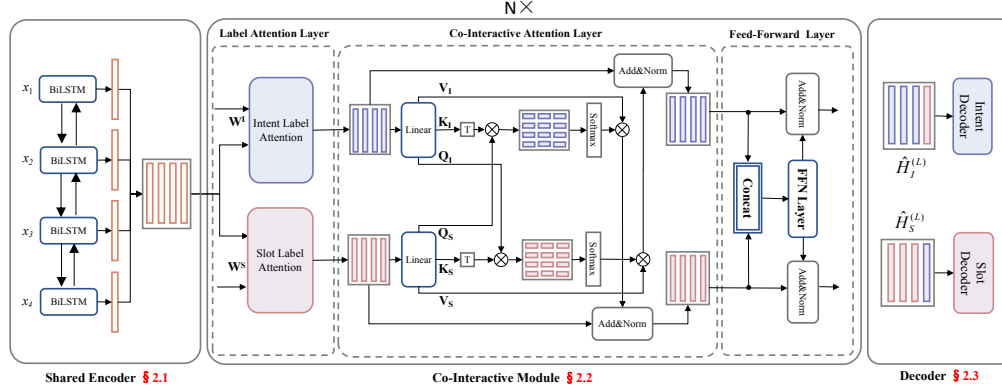 N×
Label Attention Layer
Co-Interactive Attention Layer
Feed-Forward Layer
x1
BiLSTM
x2
BiLSTM
x3
BiLSTM
x4
BiLSTM
W^I
Intent Label
Attention
W^S
Slot Label
Attention
Linear
V_I
K_I
Q_I
T
Softmax
Add&Norm
Linear
Q_S
K_S
V_S
T
Softmax
Add&Norm
Concat
FFN Layer
Add&Norm
Add&Norm
Ĥ_I^(L)
Intent
Decoder
Ĥ_S^(L)
Slot
Decoder
Shared Encoder § 2.1
Co-Interactive Module § 2.2
Decoder § 2.3